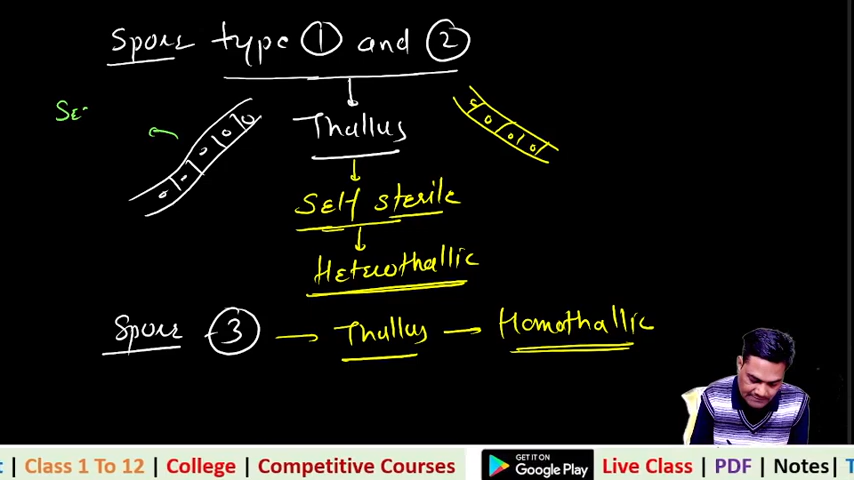 Spore type 1 and 2
Se
Thallus
Self sterile
Heterothallic
Spore - 3 → Thallus → Homothallic
| Class 1 To 12 | College | Competitive Courses GET IT ON Google Play Live Class | PDF | Notes |